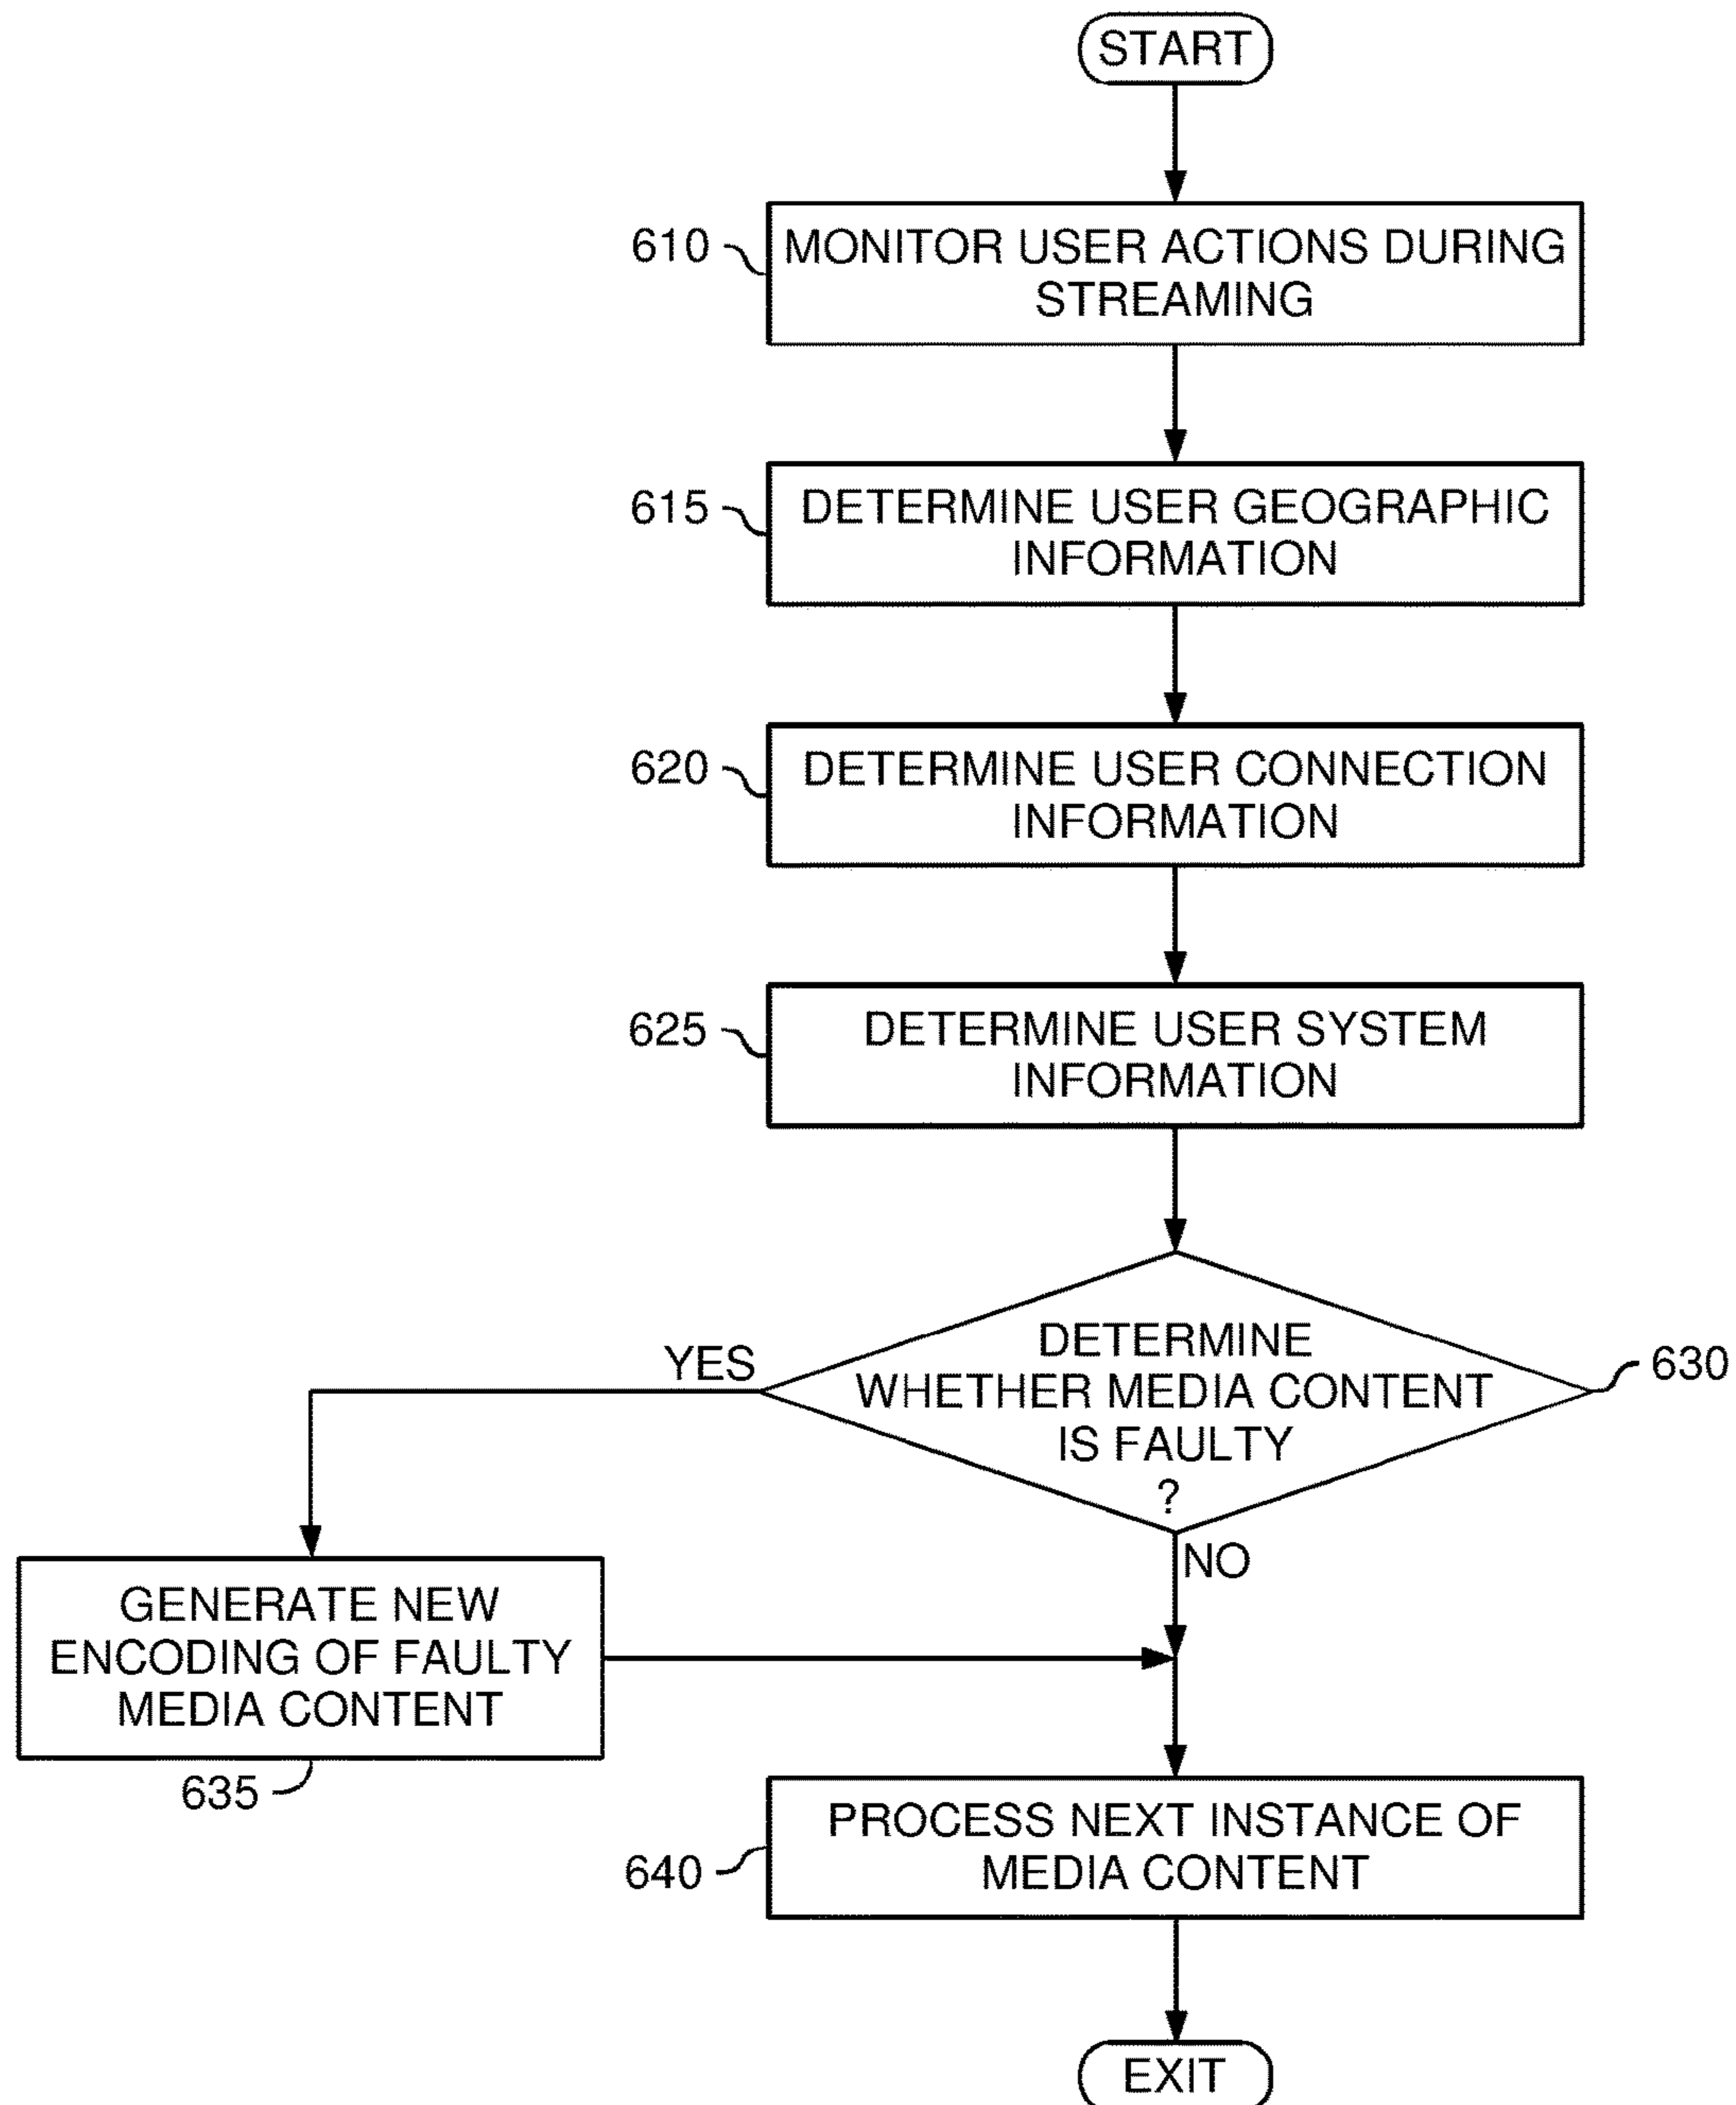 START
610
MONITOR USER ACTIONS DURING
STREAMING
615
DETERMINE USER GEOGRAPHIC
INFORMATION
620
DETERMINE USER CONNECTION
INFORMATION
625
DETERMINE USER SYSTEM
INFORMATION
DETERMINE
WHETHER MEDIA CONTENT
IS FAULTY
?
630
YES
NO
GENERATE NEW
ENCODING OF FAULTY
MEDIA CONTENT
635
PROCESS NEXT INSTANCE OF
MEDIA CONTENT
640
EXIT